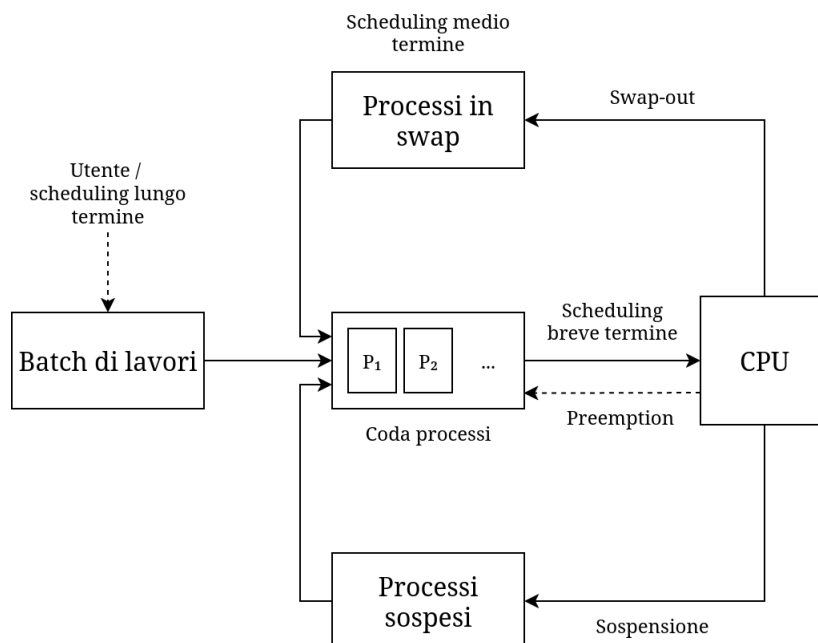 Scheduling medio
termine
Processi in
swap
Swap-out
Utente /
scheduling lungo
termine
Batch di lavori
P₁
P₂
...
Scheduling
breve termine
CPU
Preemption
Coda processi
Processi
sospesi
Sospensione